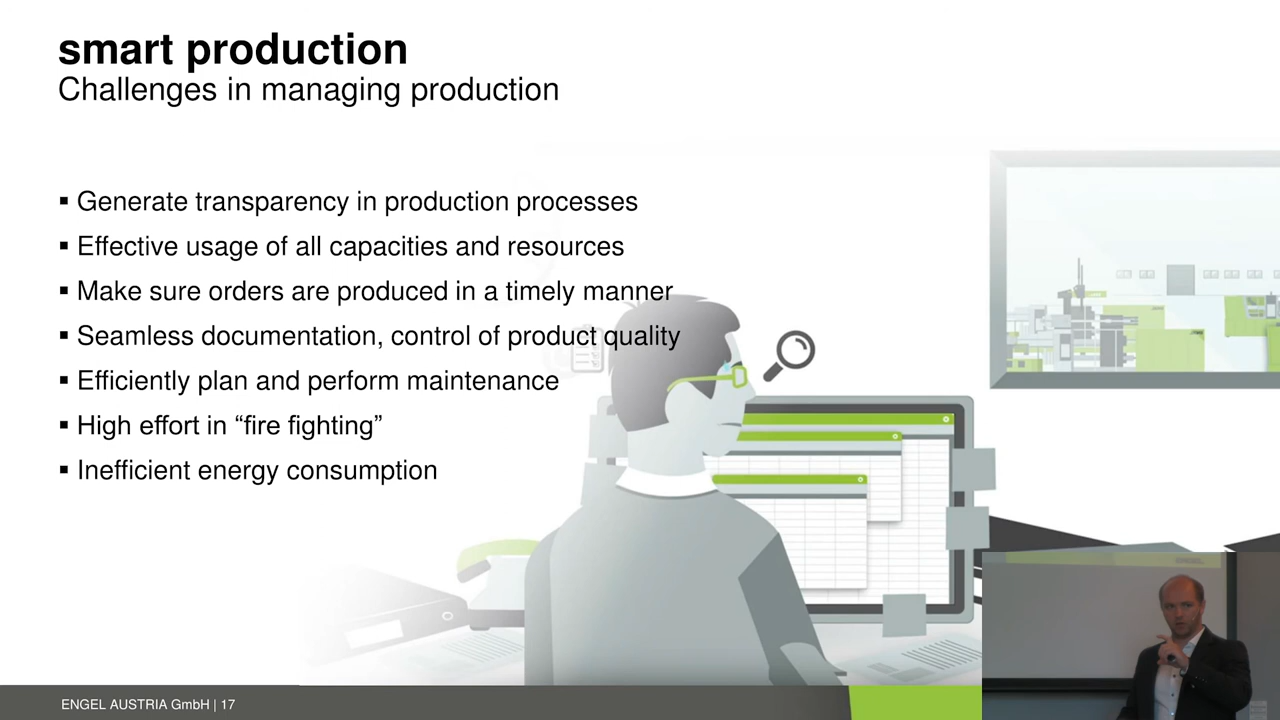 smart production
Challenges in managing production
▪ Generate transparency in production processes
▪ Effective usage of all capacities and resources
▪ Make sure orders are produced in a timely manner
▪ Seamless documentation, control of product quality
▪ Efficiently plan and perform maintenance
▪ High effort in “fire fighting”
▪ Inefficient energy consumption
ENGEL AUSTRIA GmbH | 17